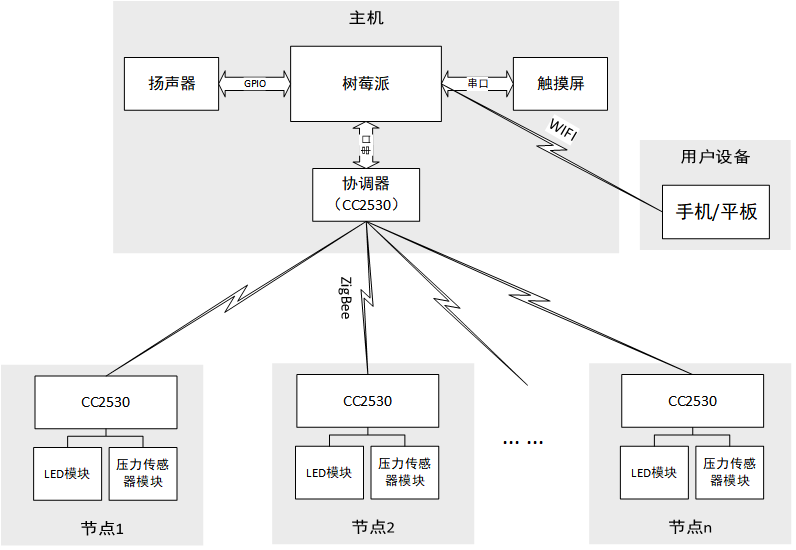 主机
扬声器
GPIO
树莓派
串口
触摸屏
串口
协调器
（CC2530）
WIFI
用户设备
手机/平板
ZigBee
CC2530
LED模块
压力传感
器模块
节点1
CC2530
LED模块
压力传感
器模块
节点2
... ...
CC2530
LED模块
压力传感
器模块
节点n